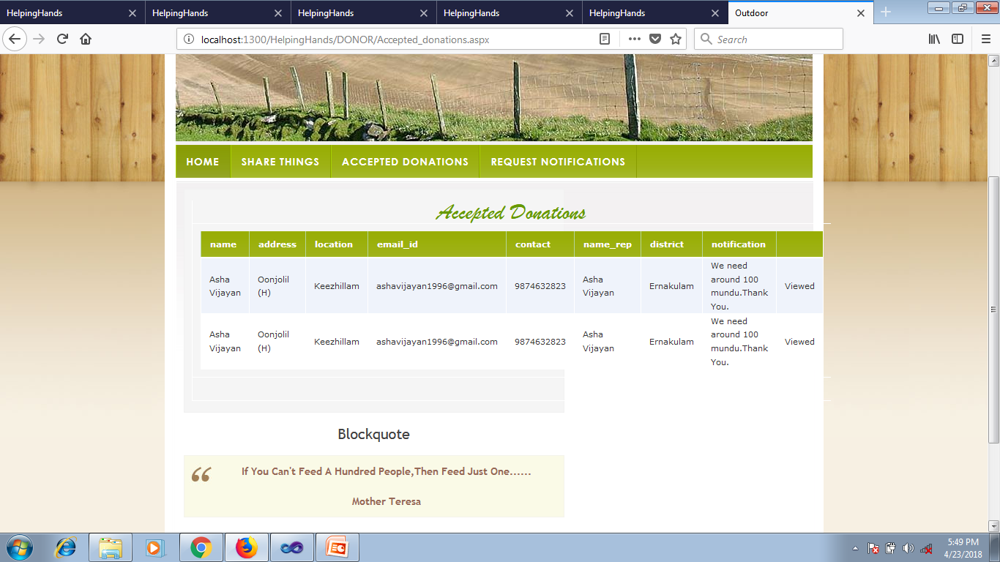 HelpingHands HelpingHands HelpingHands HelpingHands HelpingHands Outdoor
localhost:1300/HelpingHands/DONOR/Accepted_donations.aspx Search
HOME SHARE THINGS ACCEPTED DONATIONS REQUEST NOTIFICATIONS
Accepted Donations
name address location email_id contact name_rep district notification
Asha Vijayan Oonjolil (H) Keezhillam ashavijayan1996@gmail.com 9874632823 Asha Vijayan Ernakulam We need around 100 mundu.Thank You. Viewed
Asha Vijayan Oonjolil (H) Keezhillam ashavijayan1996@gmail.com 9874632823 Asha Vijayan Ernakulam We need around 100 mundu.Thank You. Viewed
Blockquote
If You Can't Feed A Hundred People,Then Feed Just One......
Mother Teresa
5:49 PM
4/23/2018